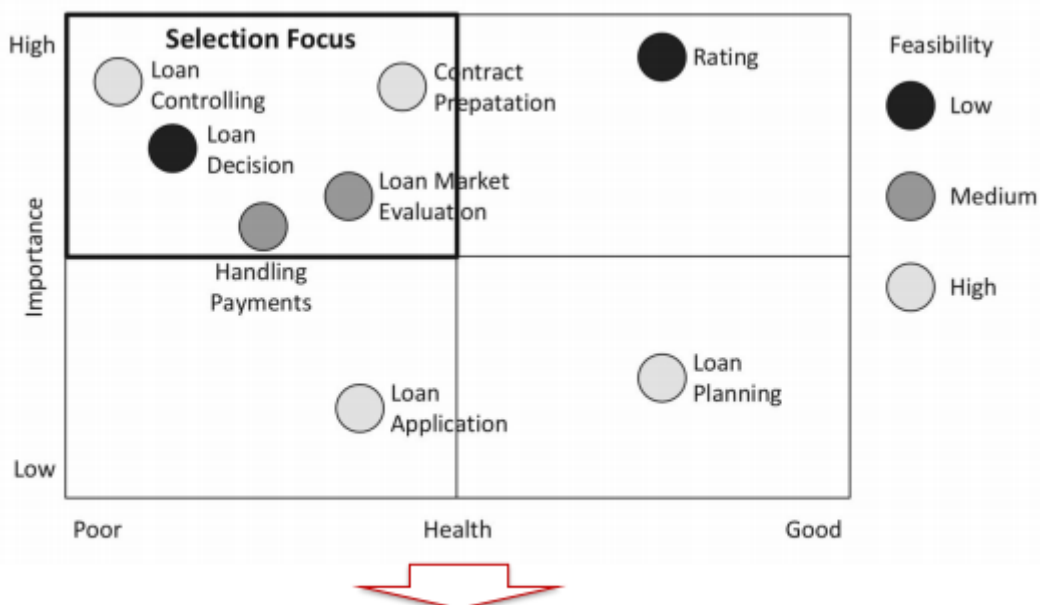 High
Selection Focus
Loan
Controlling
Contract
Prepatation
Rating
Loan
Decision
Loan Market
Evaluation
Handling
Payments
Loan
Application
Loan
Planning
Importance
Low
Poor
Health
Good
Feasibility
Low
Medium
High